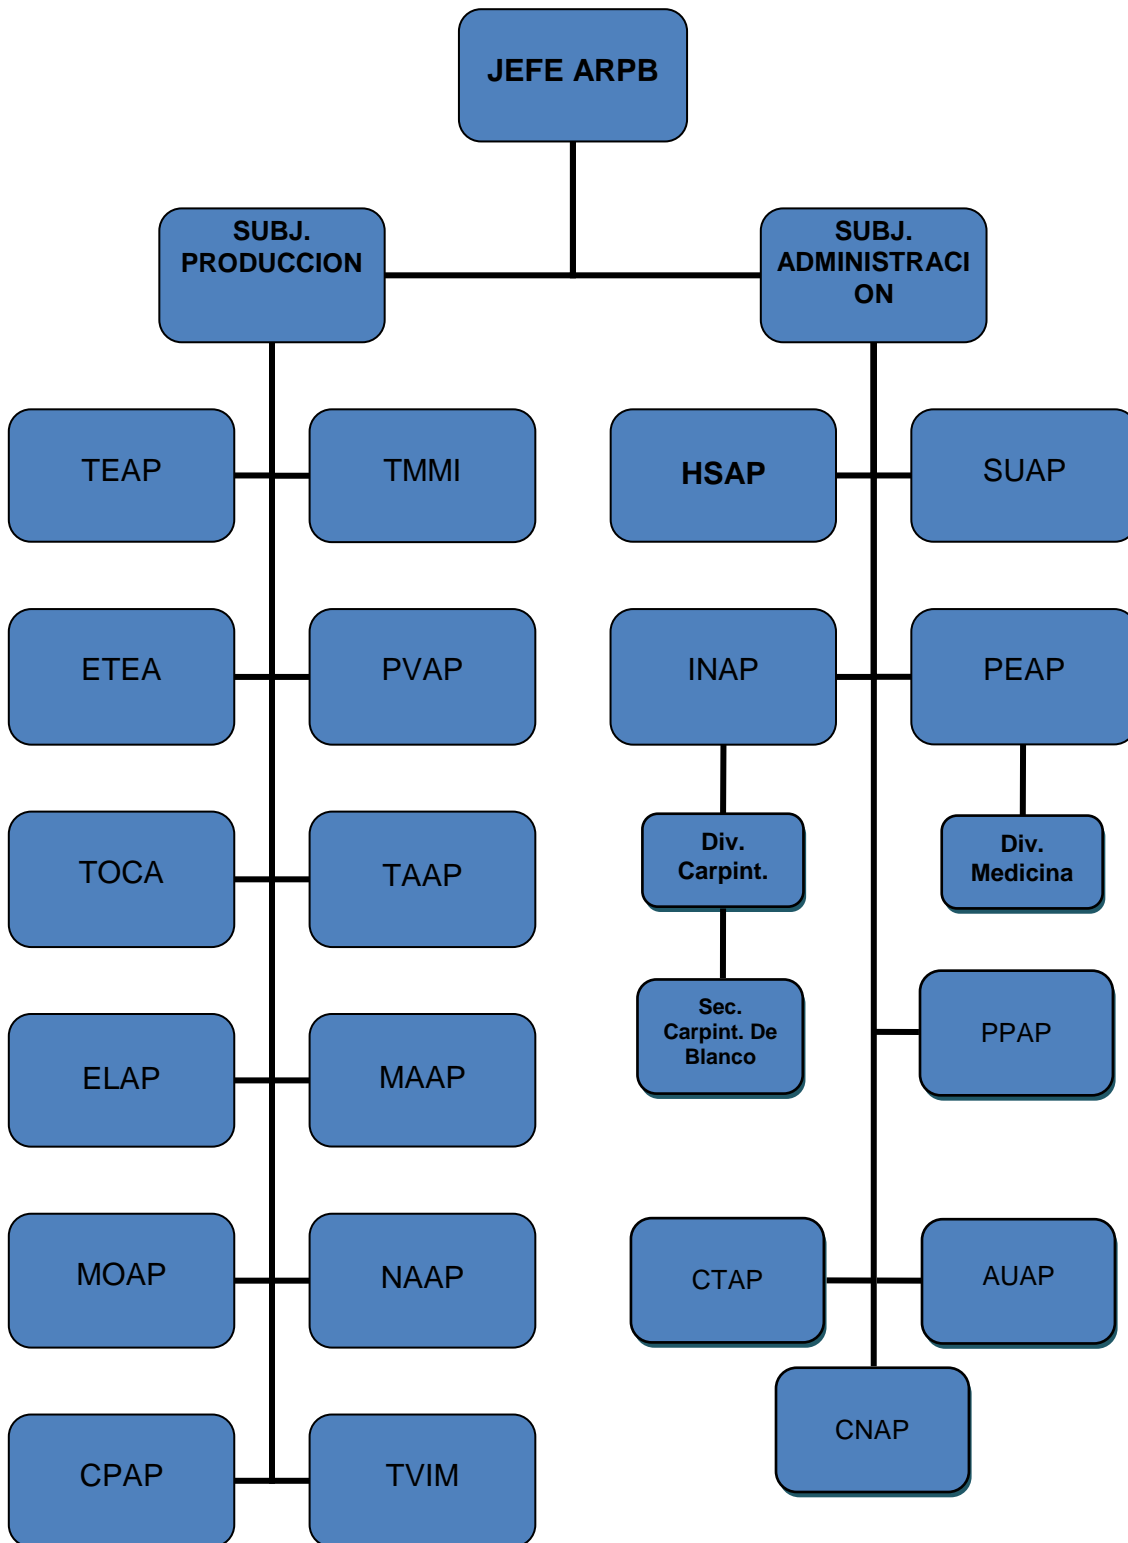 JEFE ARPB
SUBJ.
PRODUCCION
SUBJ.
ADMINISTRACI
ON
TEAP
TMMI
HSAP
SUAP
ETEA
PVAP
INAP
PEAP
TOCA
TAAP
Div.
Carpint.
Div.
Medicina
ELAP
MAAP
Sec.
Carpint. De
Blanco
PPAP
MOAP
NAAP
CTAP
AUAP
CPAP
TVIM
CNAP